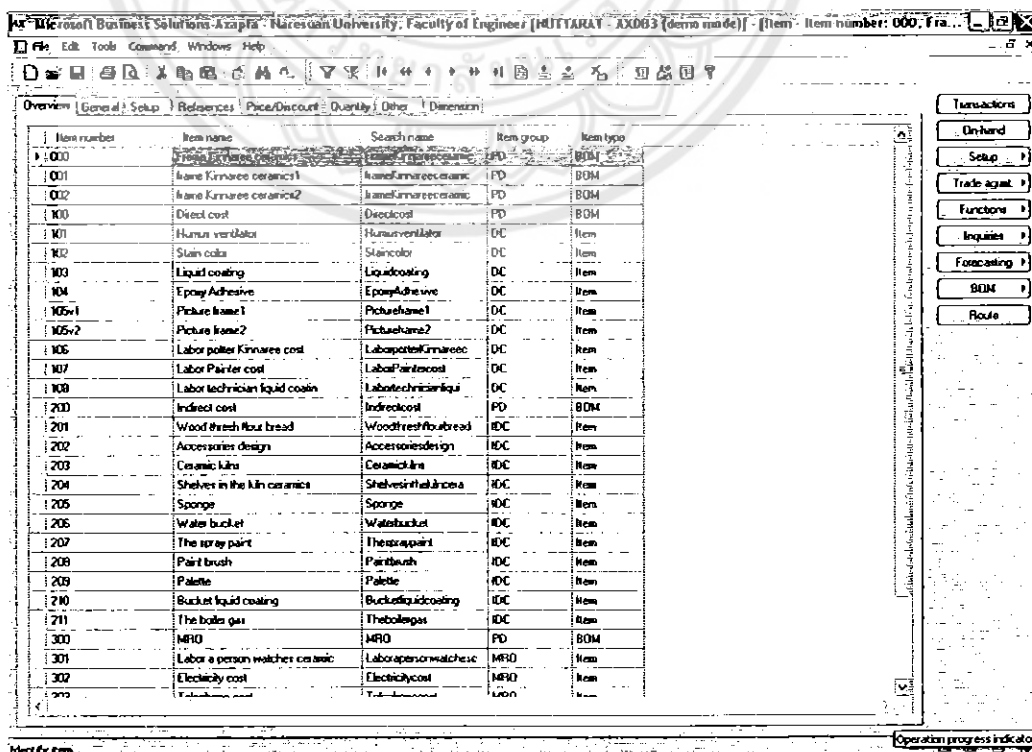 Microsoft Business Solutions-Axapta - Naresuan University, Faculty of Engineer [NUTTARAT - AXDB3 (demo mode)] - [Item - Item number: 000, Fra...
File Edit Tools Command Windows Help
Overview General Setup References Price/Discount Quantity Other Dimension
Item number Item name Search name Item group Item type
000 PD BOM
001 frame Kinnaree ceramics1 frameKinnareeceramic PD BOM
002 frame Kinnaree ceramics2 frameKinnareeceramic PD BOM
100 Direct cost Directcost PD BOM
101 Humus ventilator Humusventilator DC Item
102 Stain color Staincolor DC Item
103 Liquid coating Liquidcoating DC Item
104 Epoxy Adhesive EpoxyAdhesive DC Item
105v1 Picture frame1 Pictureframe1 DC Item
105v2 Picture frame2 Pictureframe2 DC Item
106 Labor potter Kinnaree cost LaborpotterKinnareec DC Item
107 Labor Painter cost LaborPaintercost DC Item
108 Labor technician liquid coatin Labortechnicianliqui DC Item
200 Indirect cost Indirectcost PD BOM
201 Wood thresh flour bread Woodthreshflourbread IDC Item
202 Accessories design Accessoriesdesign IDC Item
203 Ceramic kilns Ceramickilns IDC Item
204 Shelves in the kiln ceramics Shelvesinthekilncera IDC Item
205 Sponge Sponge IDC Item
206 Water bucket Waterbucket IDC Item
207 The spray paint Thespraypaint IDC Item
208 Paint brush Paintbrush IDC Item
209 Palette Palette IDC Item
210 Bucket liquid coating Bucketliquidcoating IDC Item
211 The boiler gas Theboilergas IDC Item
300 MRO MRO PD BOM
301 Labor a person watches ceramic Laborapersonwatchesc MRO Item
302 Electricity cost Electricitycost MRO Item
Transactions
On-hand
Setup
Trade agmt.
Functions
Inquiries
Forecasting
BOM
Route
Operation progress indicator